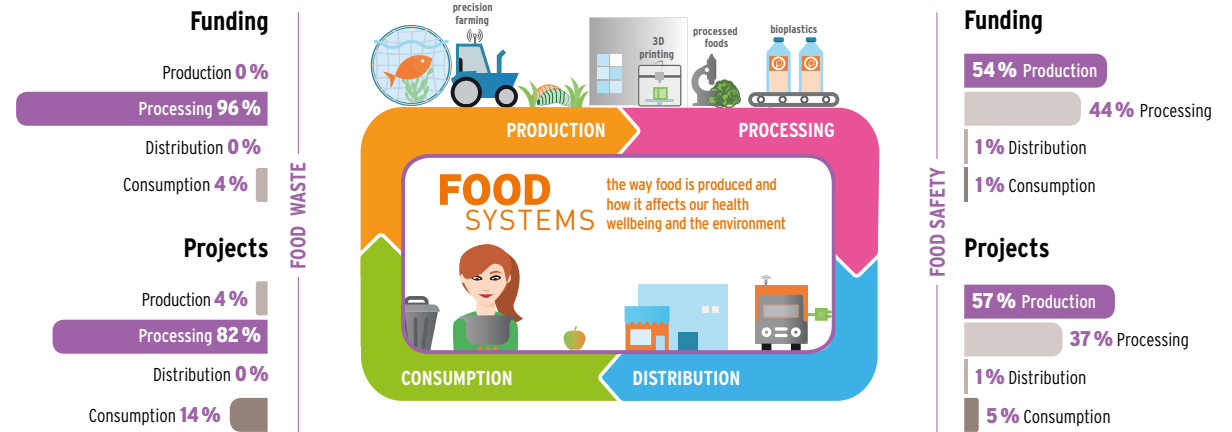 Funding
Production 0 %
Processing 96 %
Distribution 0 %
Consumption 4 %
Projects
Production 4 %
Processing 82 %
Distribution 0 %
Consumption 14 %
FOOD WASTE
precision
farming
3D
printing
processed
foods
bioplastics
PRODUCTION
PROCESSING
FOOD
SYSTEMS
the way food is produced and
how it affects our health
wellbeing and the environment
CONSUMPTION
DISTRIBUTION
FOOD SAFETY
Funding
54 % Production
44 % Processing
1 % Distribution
1 % Consumption
Projects
57 % Production
37 % Processing
1 % Distribution
5 % Consumption